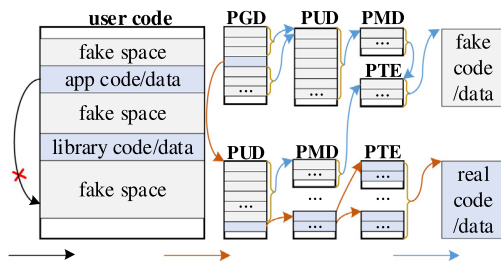 user code
fake space
app code/data
fake space
library code/data
fake space
PGD
...
PUD
...
PMD
...
PTE
...
fake
code
/data
PUD
...
PMD
...
...
...
...
PTE
...
...
...
...
real
code
/data